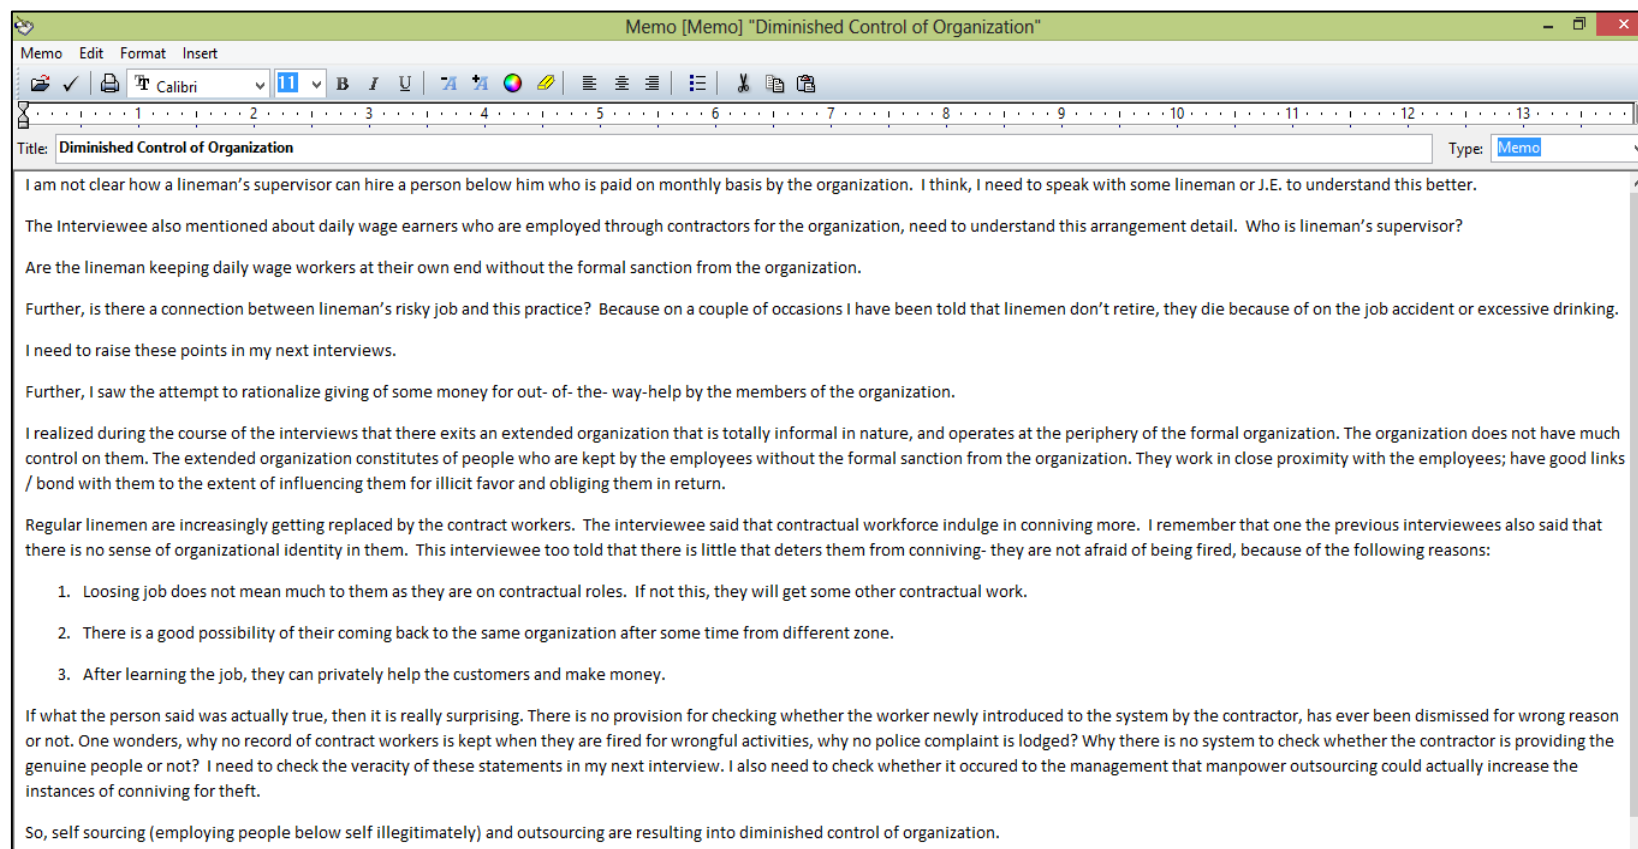 Memo [Memo] "Diminished Control of Organization"
Memo Edit Format Insert
Calibri 11 B I U A A
1 2 3 4 5 6 7 8 9 10 11 12 13
Title: Diminished Control of Organization Type: Memo
I am not clear how a lineman's supervisor can hire a person below him who is paid on monthly basis by the organization. I think, I need to speak with some lineman or J.E. to understand this better.
The Interviewee also mentioned about daily wage earners who are employed through contractors for the organization, need to understand this arrangement detail. Who is lineman's supervisor?
Are the lineman keeping daily wage workers at their own end without the formal sanction from the organization.
Further, is there a connection between lineman's risky job and this practice? Because on a couple of occasions I have been told that linemen don't retire, they die because of on the job accident or excessive drinking.
I need to raise these points in my next interviews.
Further, I saw the attempt to rationalize giving of some money for out- of- the- way-help by the members of the organization.
I realized during the course of the interviews that there exits an extended organization that is totally informal in nature, and operates at the periphery of the formal organization. The organization does not have much
control on them. The extended organization constitutes of people who are kept by the employees without the formal sanction from the organization. They work in close proximity with the employees; have good links
/ bond with them to the extent of influencing them for illicit favor and obliging them in return.
Regular linemen are increasingly getting replaced by the contract workers. The interviewee said that contractual workforce indulge in conniving more. I remember that one the previous interviewees also said that
there is no sense of organizational identity in them. This interviewee too told that there is little that deters them from conniving- they are not afraid of being fired, because of the following reasons:
1. Loosing job does not mean much to them as they are on contractual roles. If not this, they will get some other contractual work.
2. There is a good possibility of their coming back to the same organization after some time from different zone.
3. After learning the job, they can privately help the customers and make money.
If what the person said was actually true, then it is really surprising. There is no provision for checking whether the worker newly introduced to the system by the contractor, has ever been dismissed for wrong reason
or not. One wonders, why no record of contract workers is kept when they are fired for wrongful activities, why no police complaint is lodged? Why there is no system to check whether the contractor is providing the
genuine people or not? I need to check the veracity of these statements in my next interview. I also need to check whether it occured to the management that manpower outsourcing could actually increase the
instances of conniving for theft.
So, self sourcing (employing people below self illegitimately) and outsourcing are resulting into diminished control of organization.